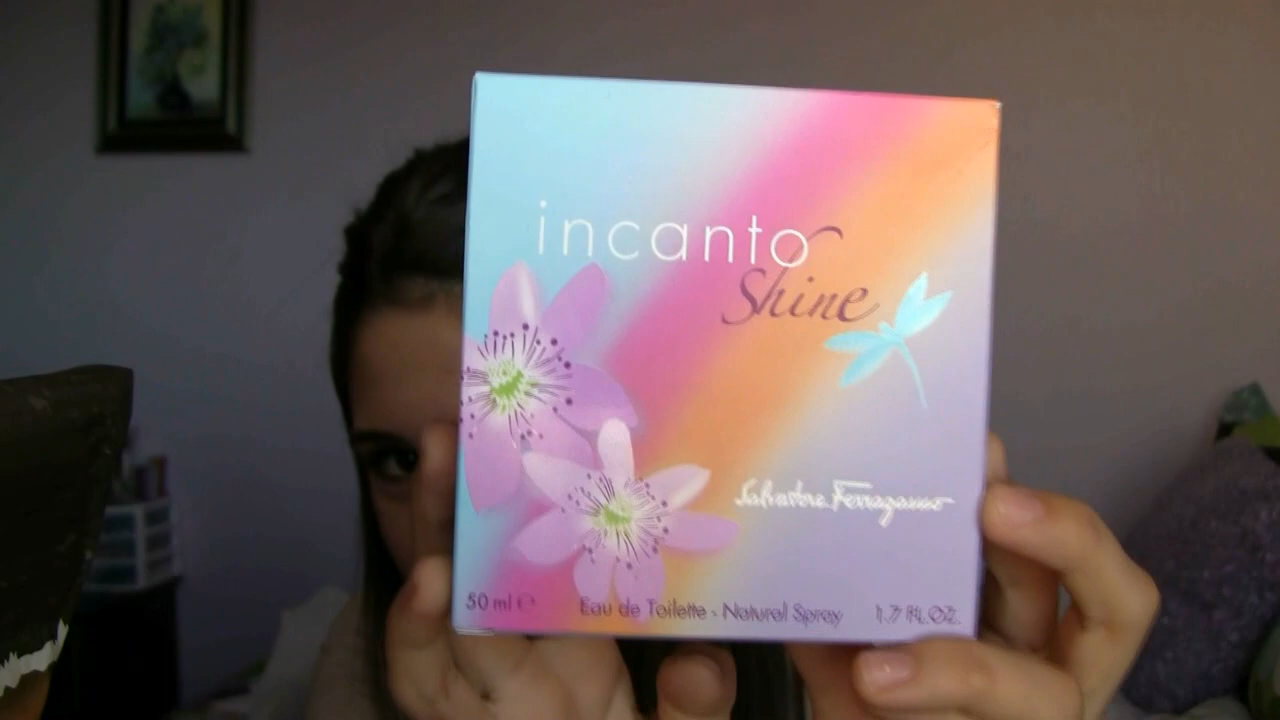 incanto
Shine
Salvatore Ferragamo
50 ml ℮ Eau de Toilette - Natural Spray 1.7 FL.OZ.